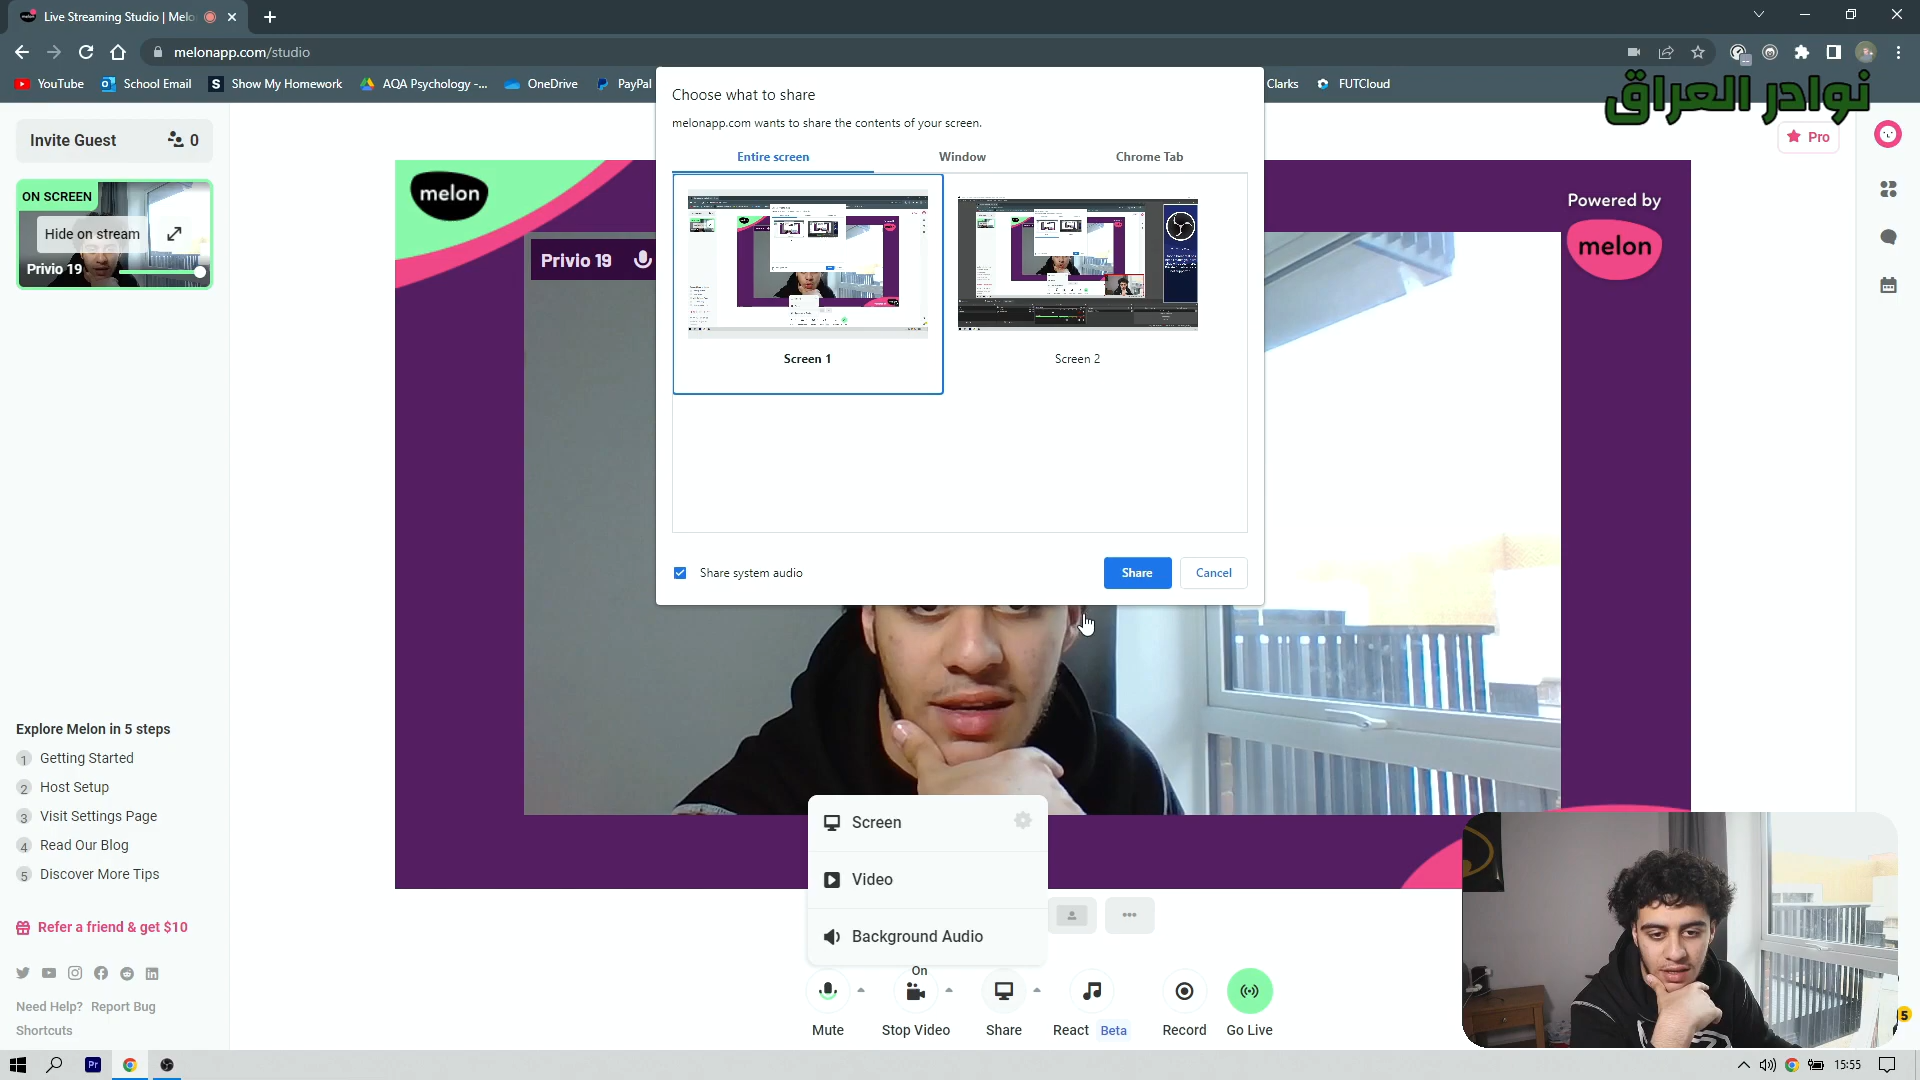 Live Streaming Studio | Melo
melonapp.com/studio
YouTube
School Email
Show My Homework
AQA Psychology -...
OneDrive
PayPal
Clarks
FUTCloud
نوادر العراق
Invite Guest
0
ON SCREEN
Hide on stream
Privio 19
Choose what to share
melonapp.com wants to share the contents of your screen.
Entire screen
Window
Chrome Tab
Screen 1
Screen 2
Share system audio
Share
Cancel
melon
Privio 19
Powered by
melon
Pro
Explore Melon in 5 steps
1 Getting Started
2 Host Setup
3 Visit Settings Page
4 Read Our Blog
5 Discover More Tips
Refer a friend & get $10
Need Help? Report Bug
Shortcuts
Screen
Video
Background Audio
On
Mute
Stop Video
Share
React Beta
Record
Go Live
5
Pr
15:55